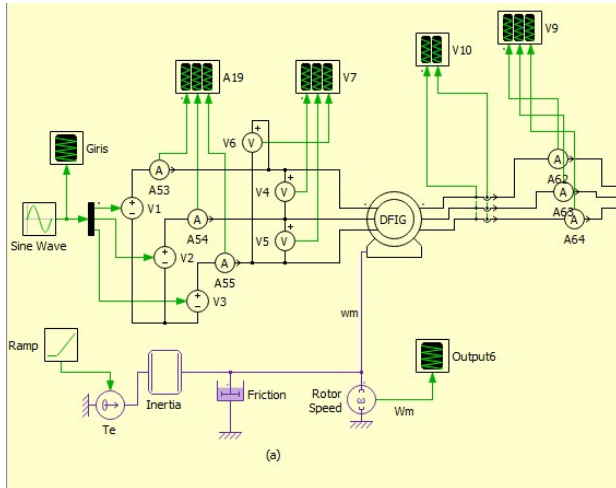 V9
V10
A19
V7
V6
Giris
A53
A62
V1
V4
DFIG
A63
Sine Wave
A54
A64
V2
V5
A55
V3
wm
Ramp
Output6
Inertia
Friction
Rotor
Speed
Wm
Te
(a)
A
A
A
V
V
V
A
A
A
ω